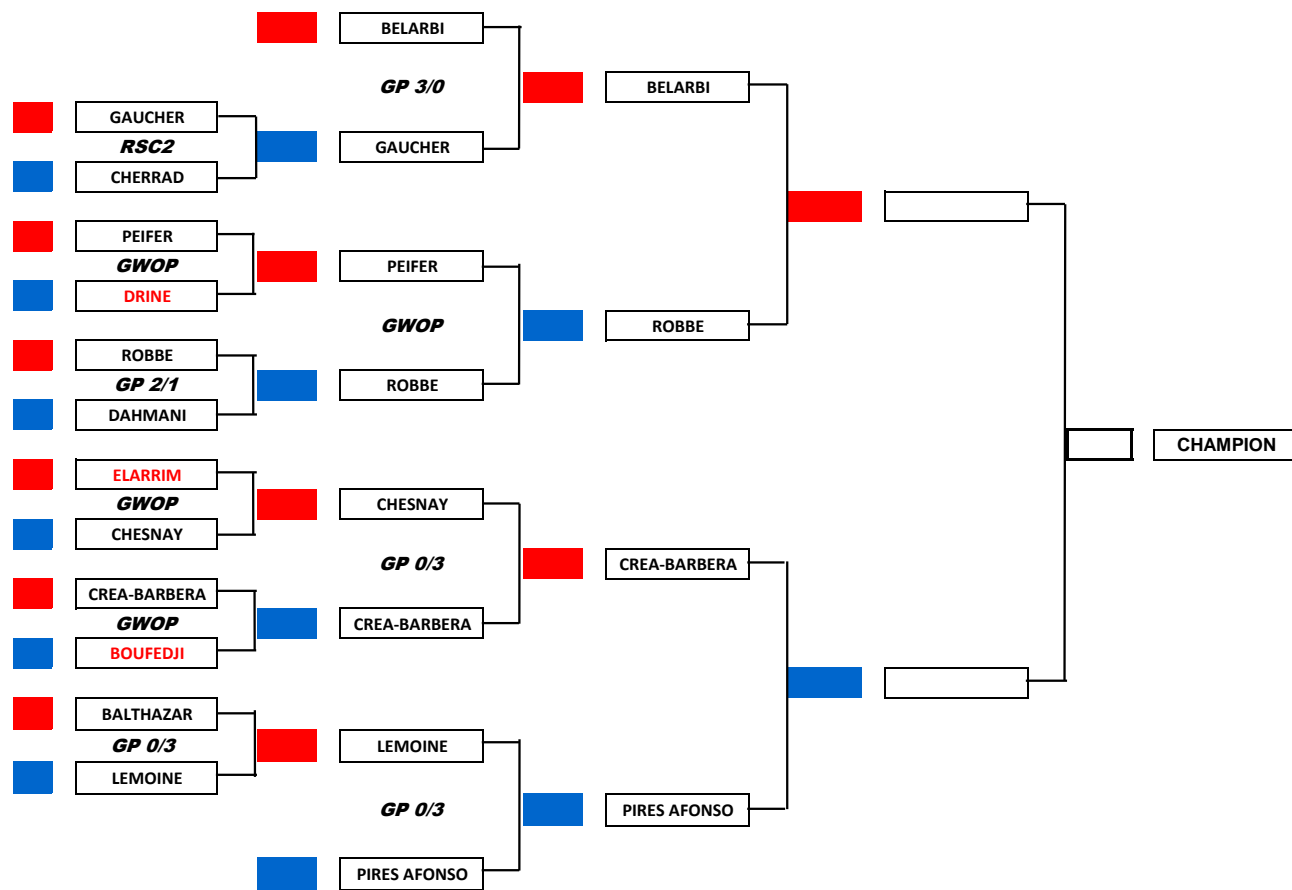 BELARBI
GP 3/0
BELARBI
GAUCHER
RSC2
GAUCHER
CHERRAD
PEIFER
GWOP
PEIFER
DRINE
GWOP
ROBBE
ROBBE
GP 2/1
ROBBE
DAHMANI
CHAMPION
ELARRIM
GWOP
CHESNAY
CHESNAY
GP 0/3
CREA-BARBERA
CREA-BARBERA
GWOP
CREA-BARBERA
BOUFEDJI
BALTHAZAR
GP 0/3
LEMOINE
LEMOINE
GP 0/3
PIRES AFONSO
PIRES AFONSO